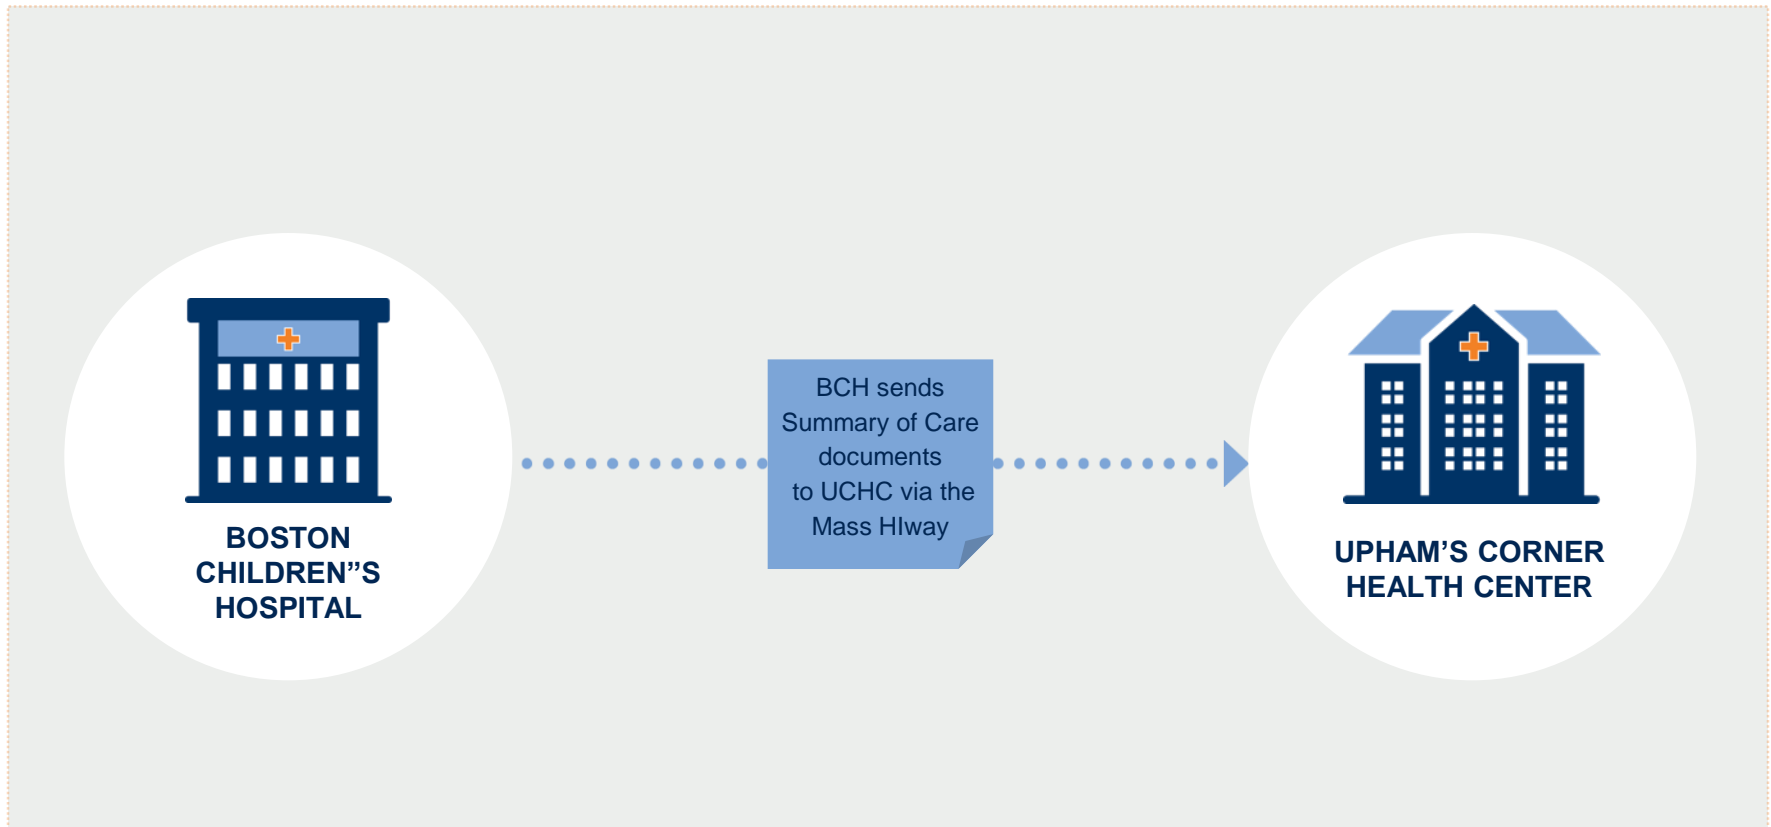 BOSTON
CHILDREN”S
HOSPITAL
BCH sends
Summary of Care
documents
to UCHC via the
Mass HIway
UPHAM’S CORNER
HEALTH CENTER